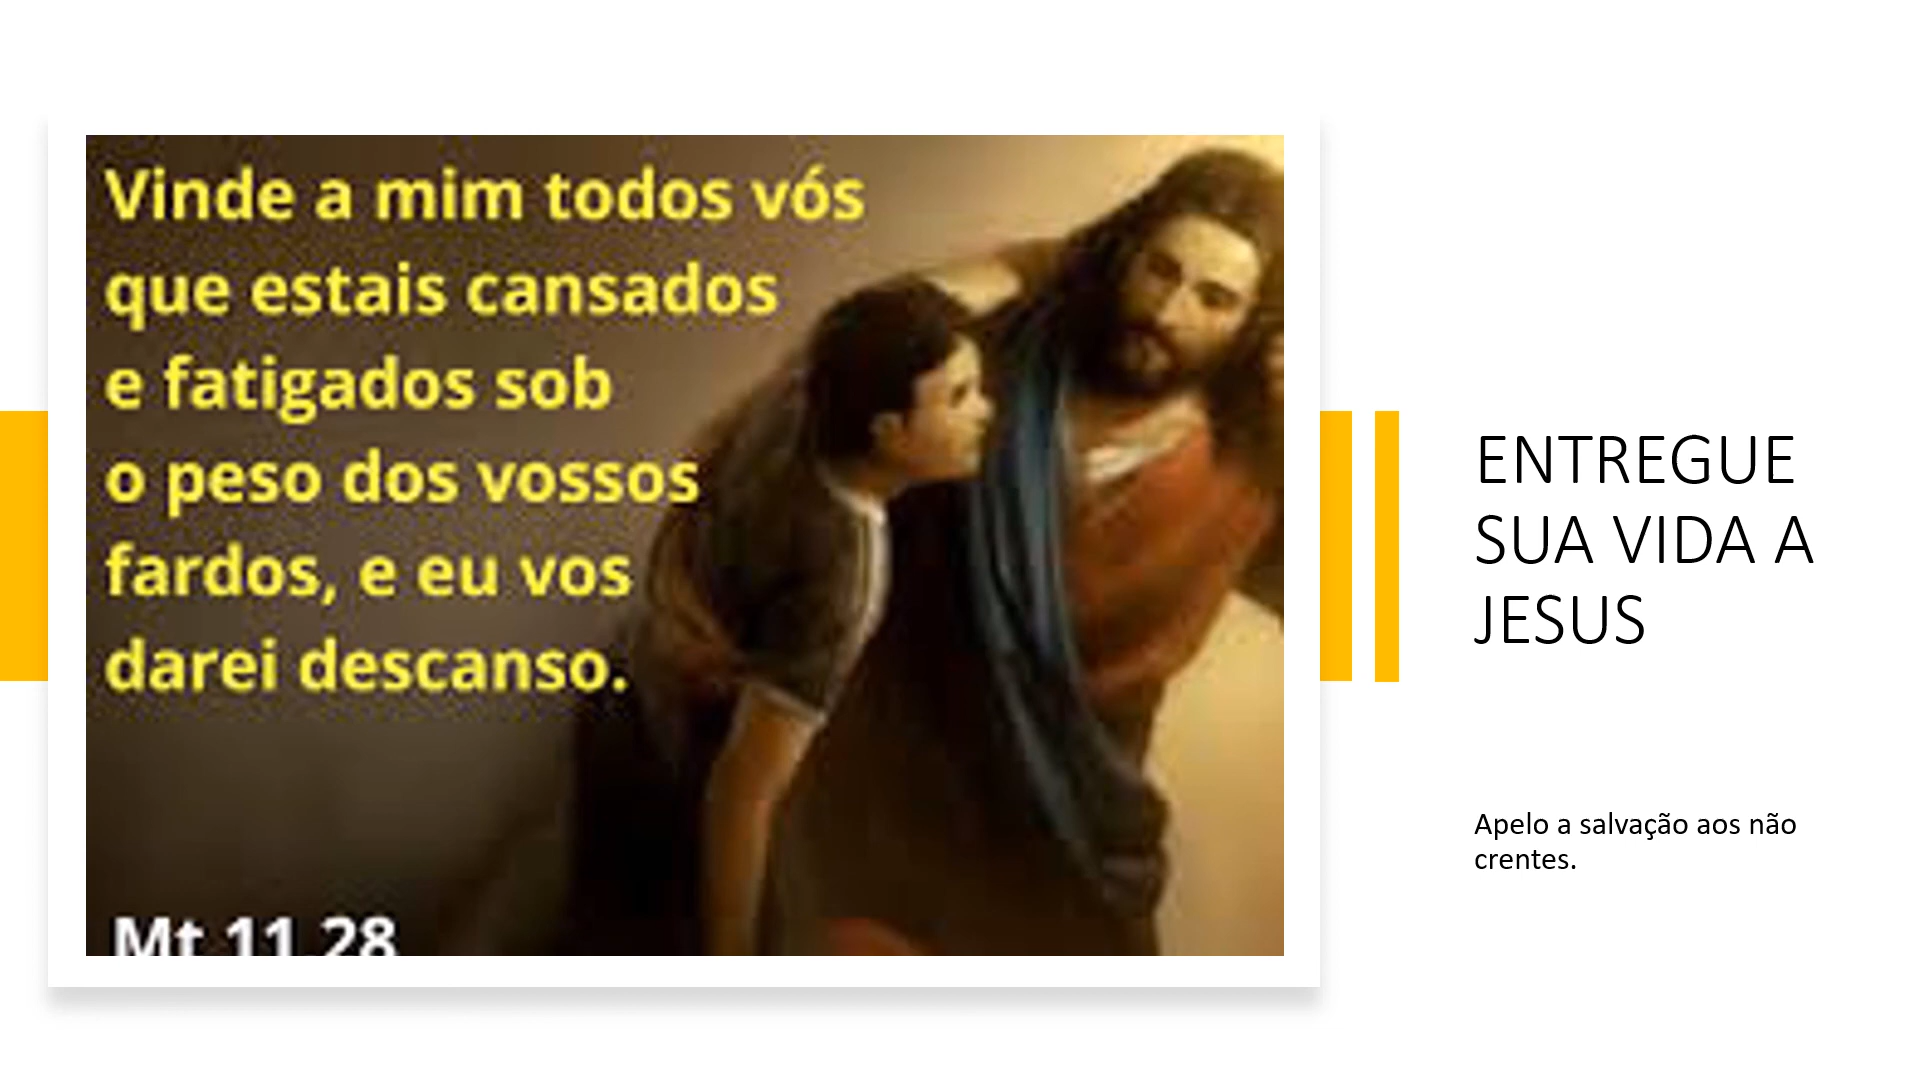 Vinde a mim todos vós
que estais cansados
e fatigados sob
o peso dos vossos
fardos, e eu vos
darei descanso.
Mt 11.28
ENTREGUE
SUA VIDA A
JESUS
Apelo a salvação aos não
crentes.